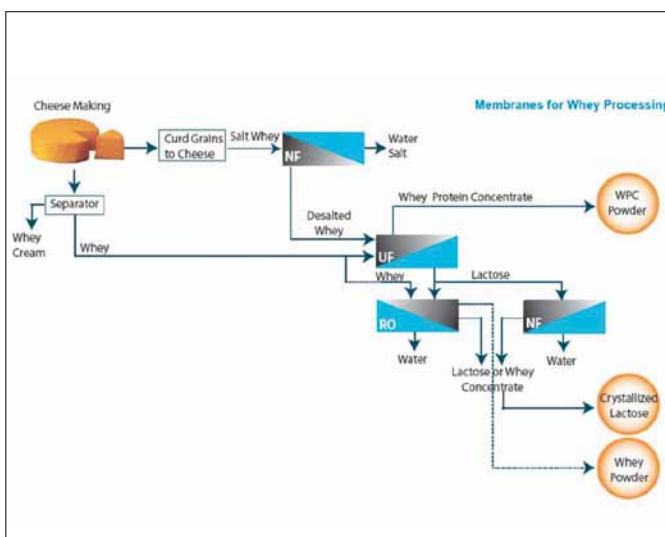 Membranes for Whey Processing
Cheese Making
Curd Grains
to Cheese
Salt Whey
NF
Water
Salt
Separator
Whey
Cream
Whey
Desalted
Whey
Whey Protein Concentrate
WPC
Powder
UF
Whey
Lactose
RO
NF
Water
Lactose or Whey
Concentrate
Water
Crystallized
Lactose
Whey
Powder